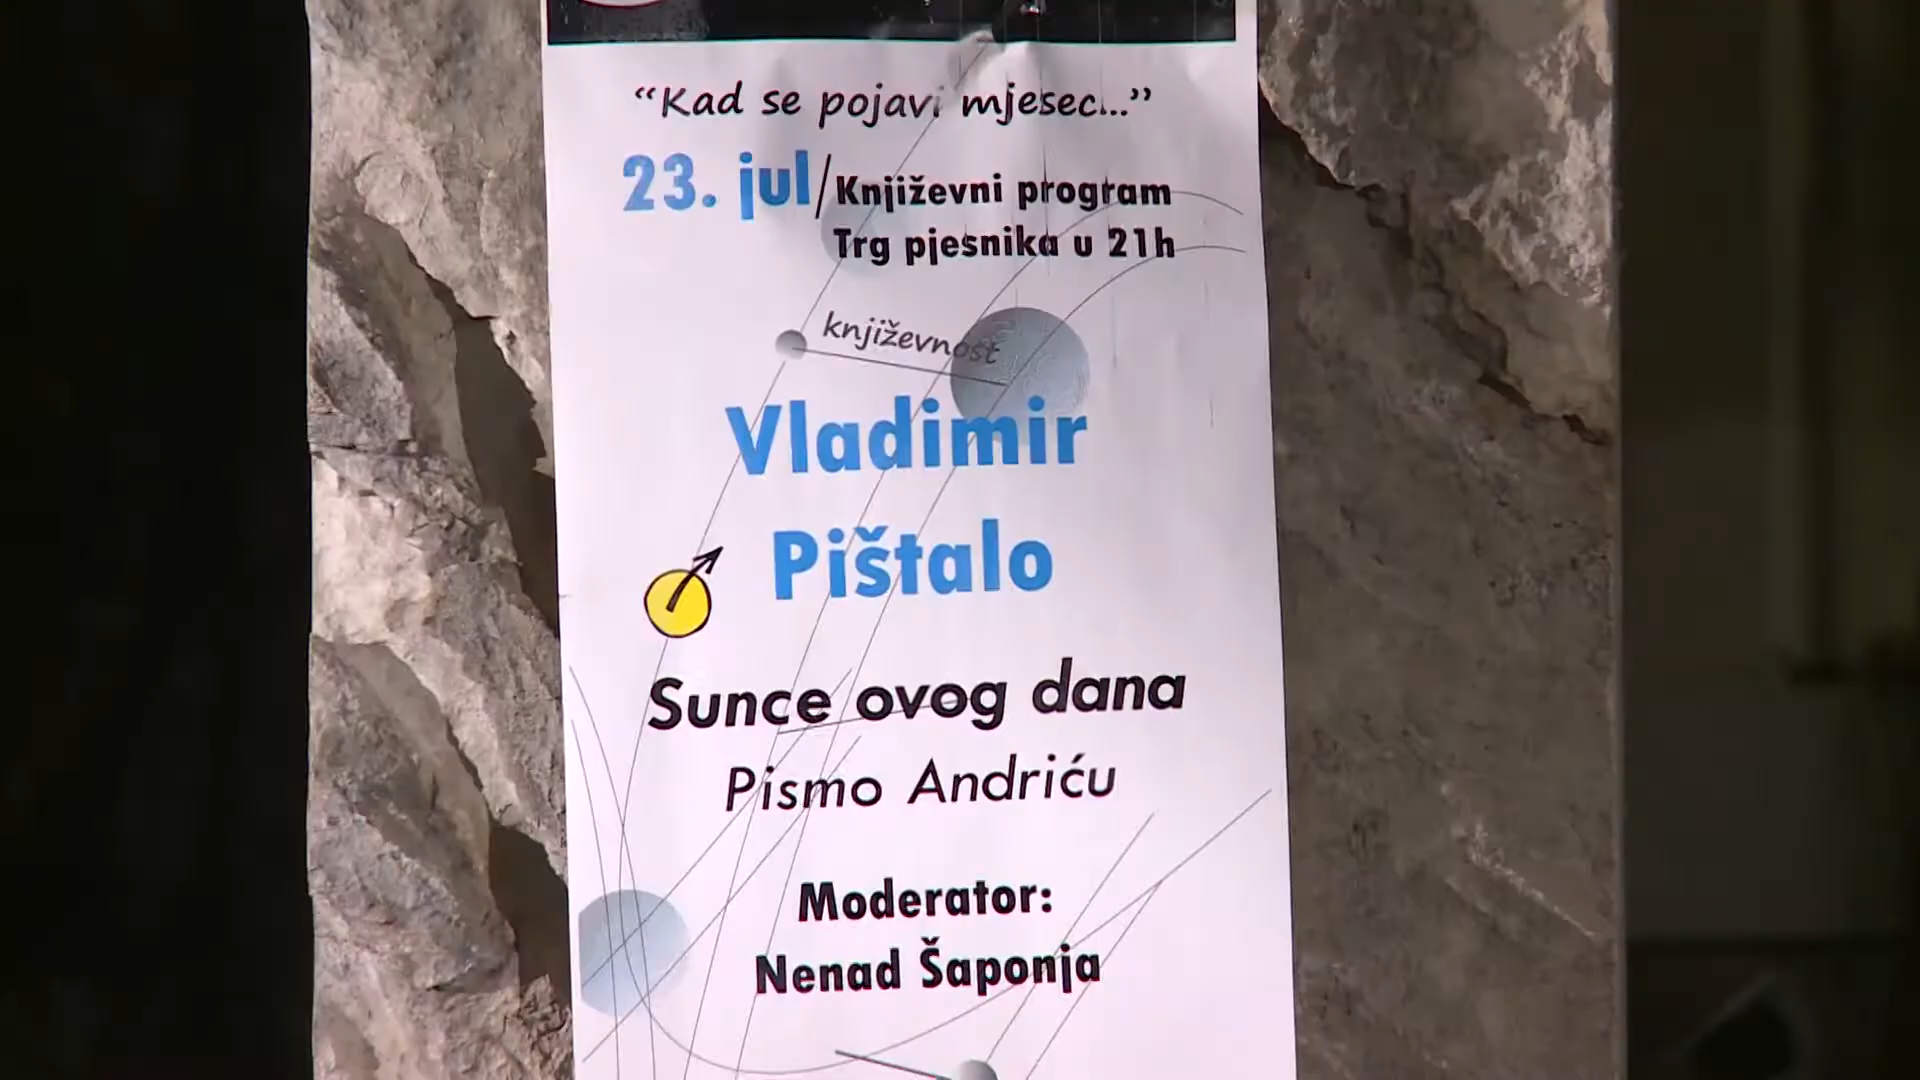 “Kad se pojavi mjesec...”
23. jul/Književni program
Trg pjesnika u 21h
književnost
Vladimir
Pištalo
Sunce ovog dana
Pismo Andriću
Moderator:
Nenad Šaponja